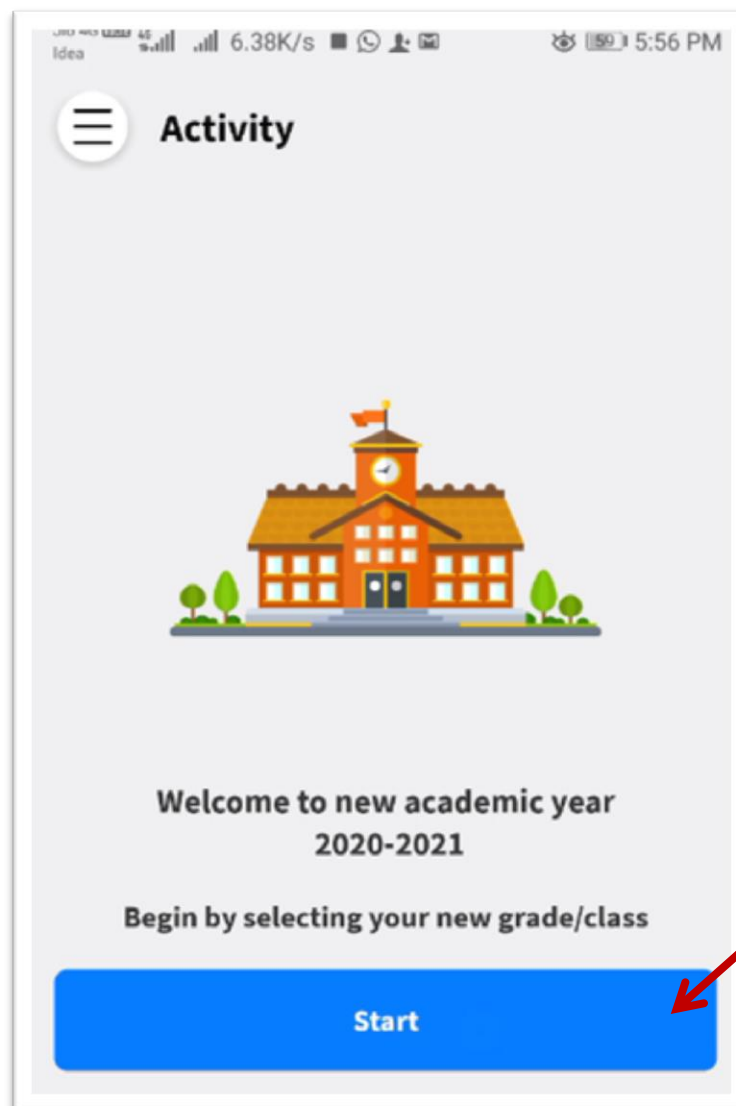 Idea 6.38K/s 59 5:56 PM
Activity
Welcome to new academic year
2020-2021
Begin by selecting your new grade/class
Start